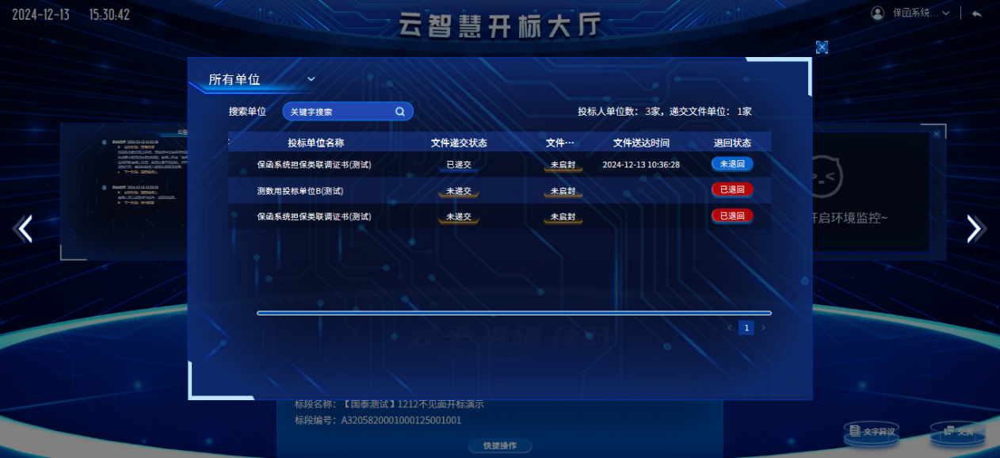 2024-12-13 15:30:42
云智慧开标大厅
保函系统...
所有单位
搜索单位 关键字搜索 投标人单位数： 3家，递交文件单位： 1家
投标单位名称 文件递交状态 文件… 文件送达时间 退回状态
保函系统担保类联调证书(测试) 已递交 未启封 2024-12-13 10:36:28 未退回
测数用投标单位B(测试) 未递交 未启封 已退回
保函系统担保类联调证书(测试) 未递交 未启封 已退回
公告
开启环境监控~
1
标段名称： 【国泰测试】1212不见面开标演示
标段编号： A3205820001000125001001
快捷操作
文字异议
交流